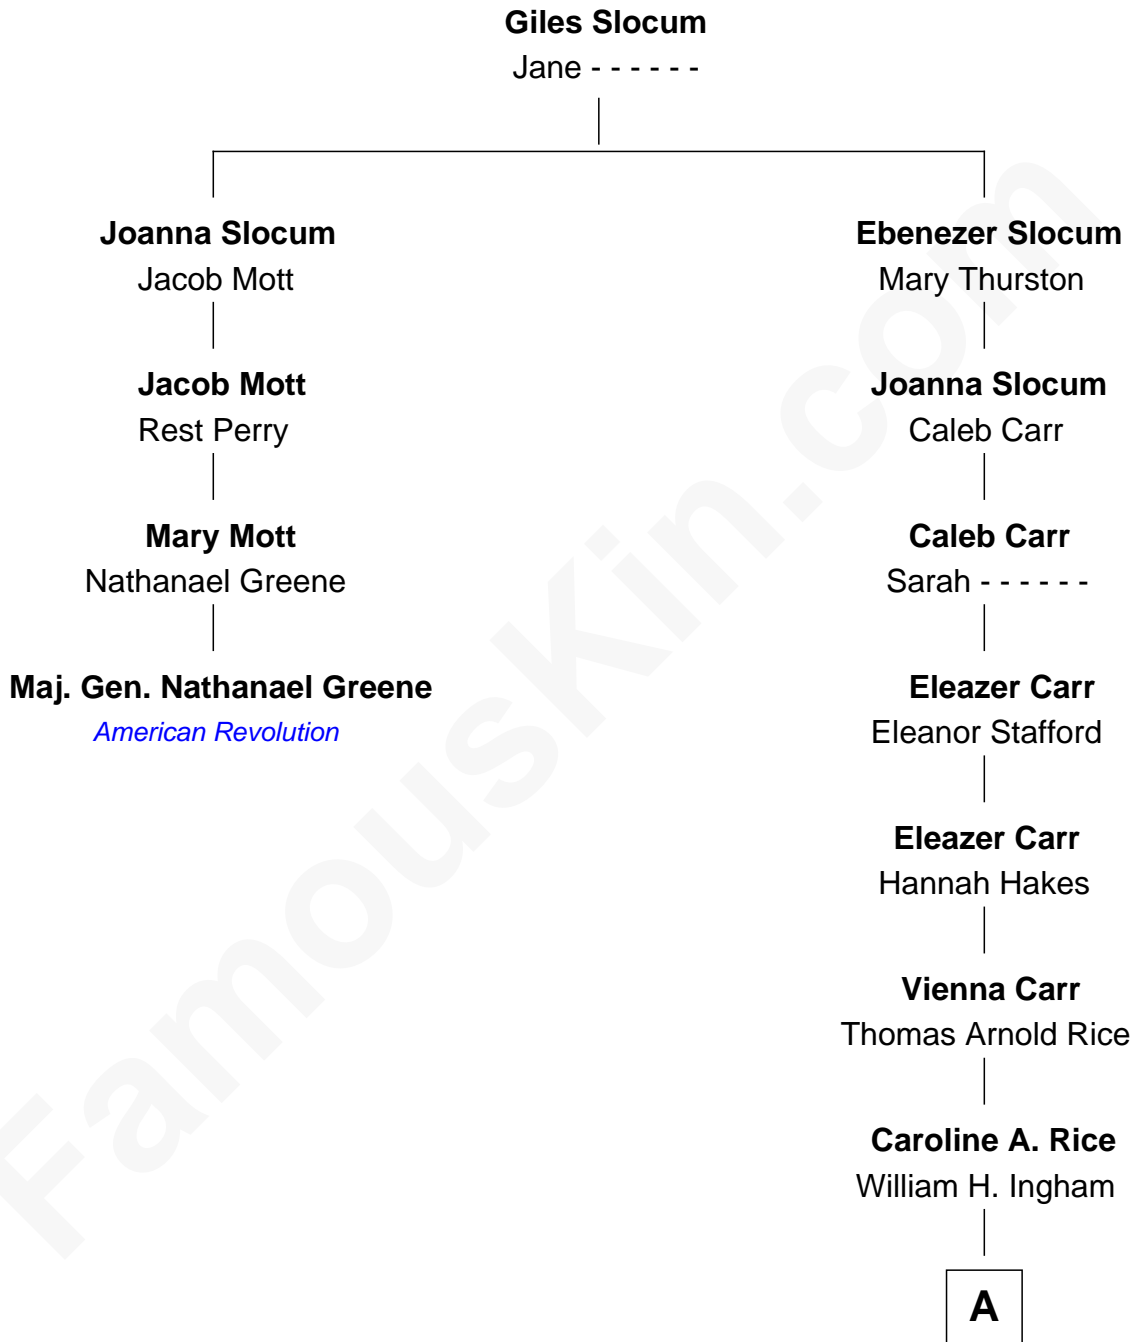 Giles Slocum
Jane - - - - - -
Joanna Slocum
Jacob Mott
Ebenezer Slocum
Mary Thurston
Jacob Mott
Rest Perry
Joanna Slocum
Caleb Carr
Mary Mott
Nathanael Greene
Caleb Carr
Sarah - - - - - -
Maj. Gen. Nathanael Greene
American Revolution
Eleazer Carr
Eleanor Stafford
Eleazer Carr
Hannah Hakes
Vienna Carr
Thomas Arnold Rice
Caroline A. Rice
William H. Ingham
A
FamousKin.com